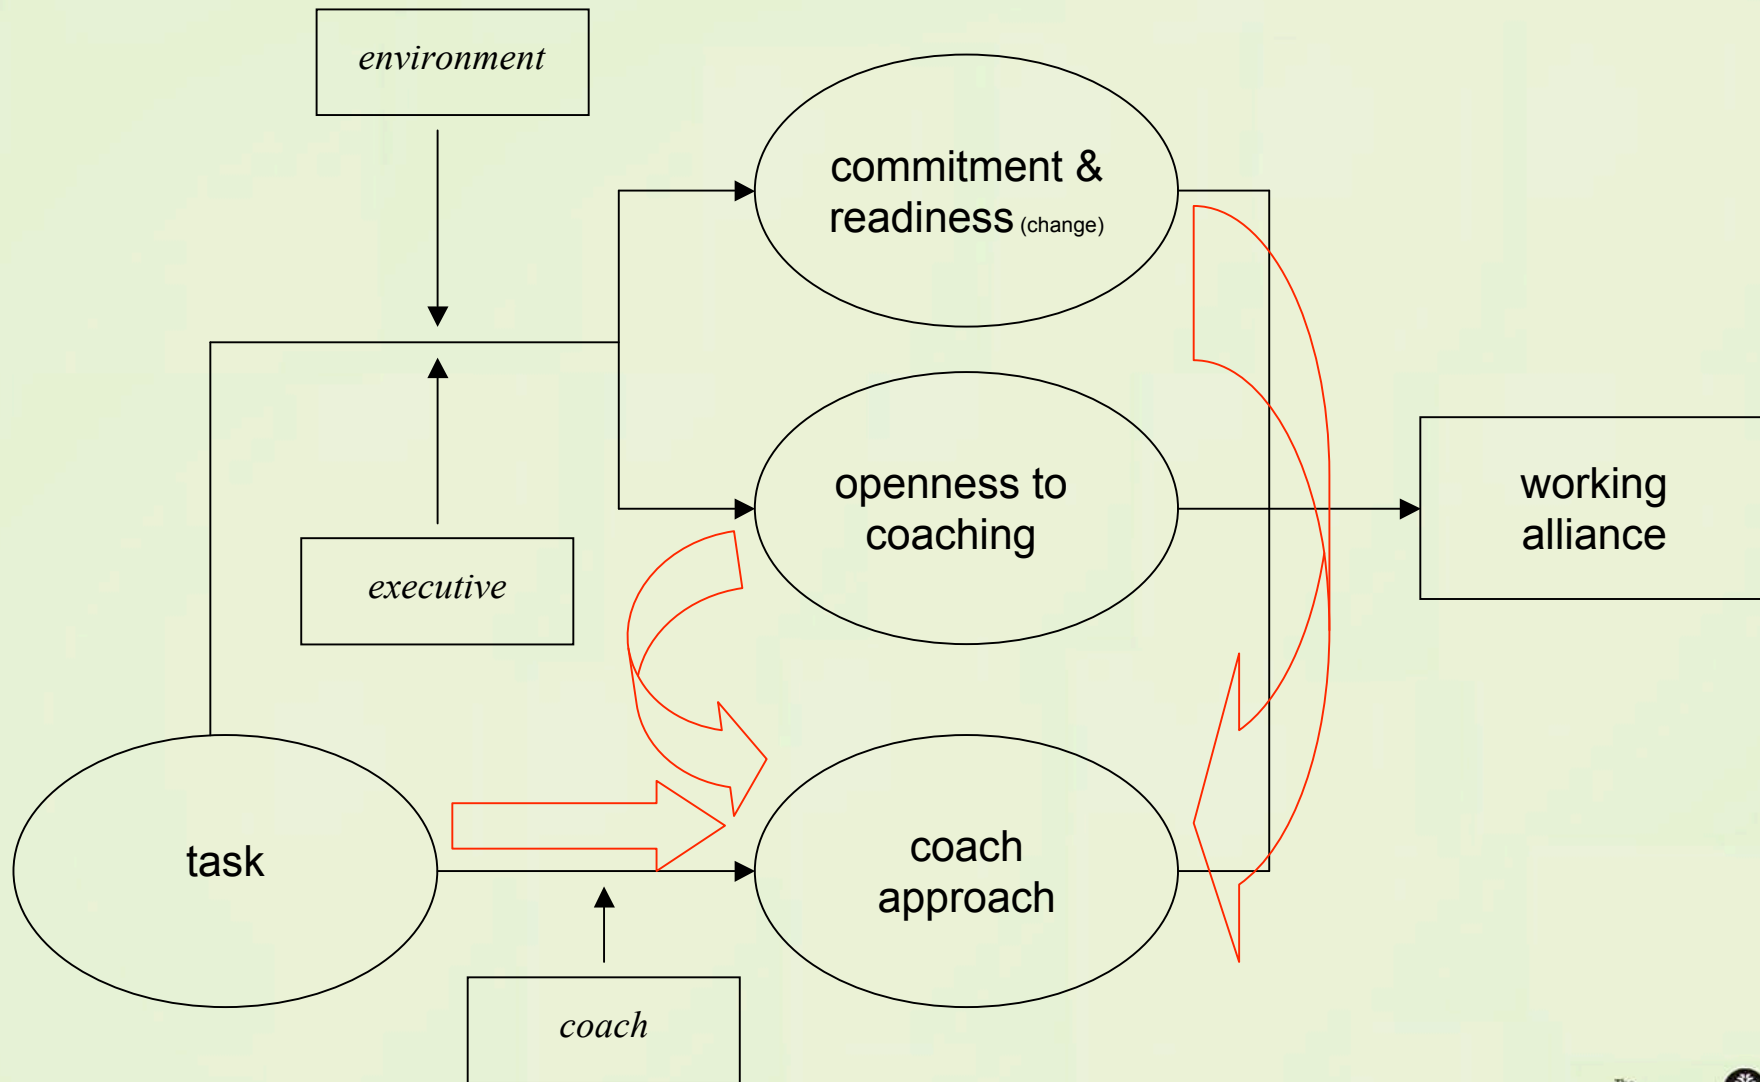 environment
commitment &
readiness (change)
openness to
coaching
working
alliance
executive
task
coach
approach
coach